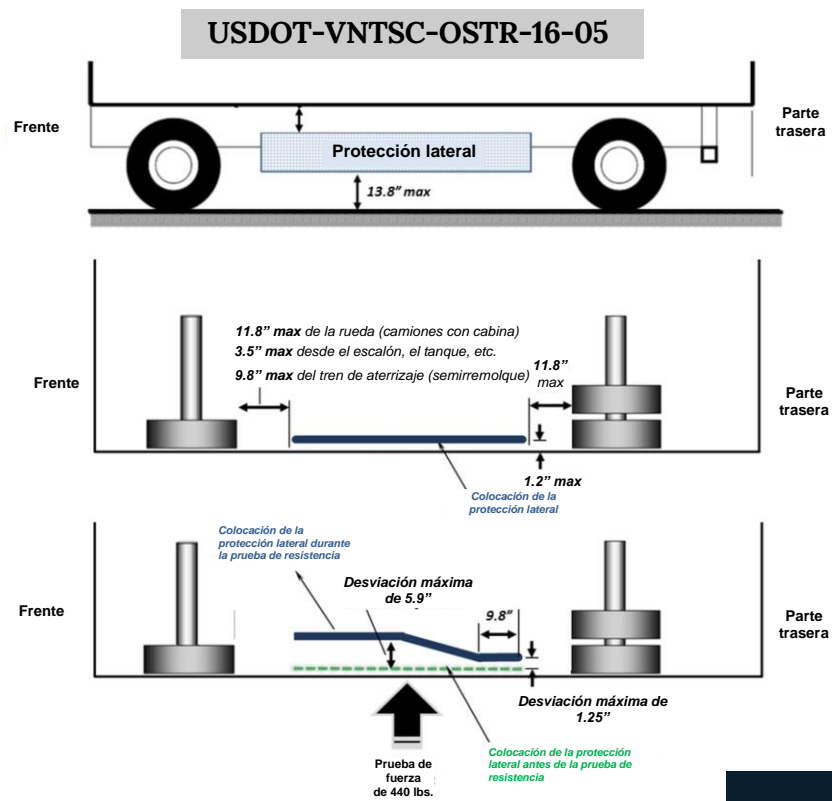 USDOT-VNTSC-OSTR-16-05
Frente
Parte
trasera
Protección lateral
13.8” max
11.8” max de la rueda (camiones con cabina)
3.5” max desde el escalón, el tanque, etc.
9.8” max del tren de aterrizaje (semirremolque)
11.8”
max
Frente
Parte
trasera
1.2” max
Colocación de la
protección lateral
Colocación de la
protección lateral durante
la prueba de resistencia
Desviación máxima
de 5.9”
9.8”
Frente
Parte
trasera
Desviación máxima de
1.25”
Prueba de
fuerza
de 440 lbs.
Colocación de la protección
lateral antes de la prueba de
resistencia